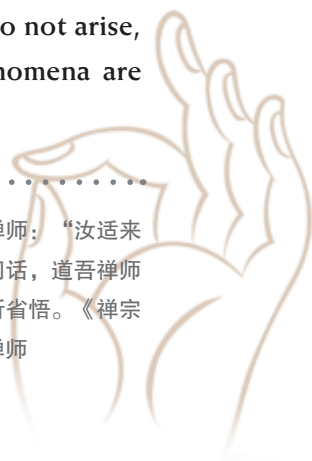 o not arise,
nomena are
禅师：“汝适来
问话，道吾禅师
所省悟。《禅宗
禅师